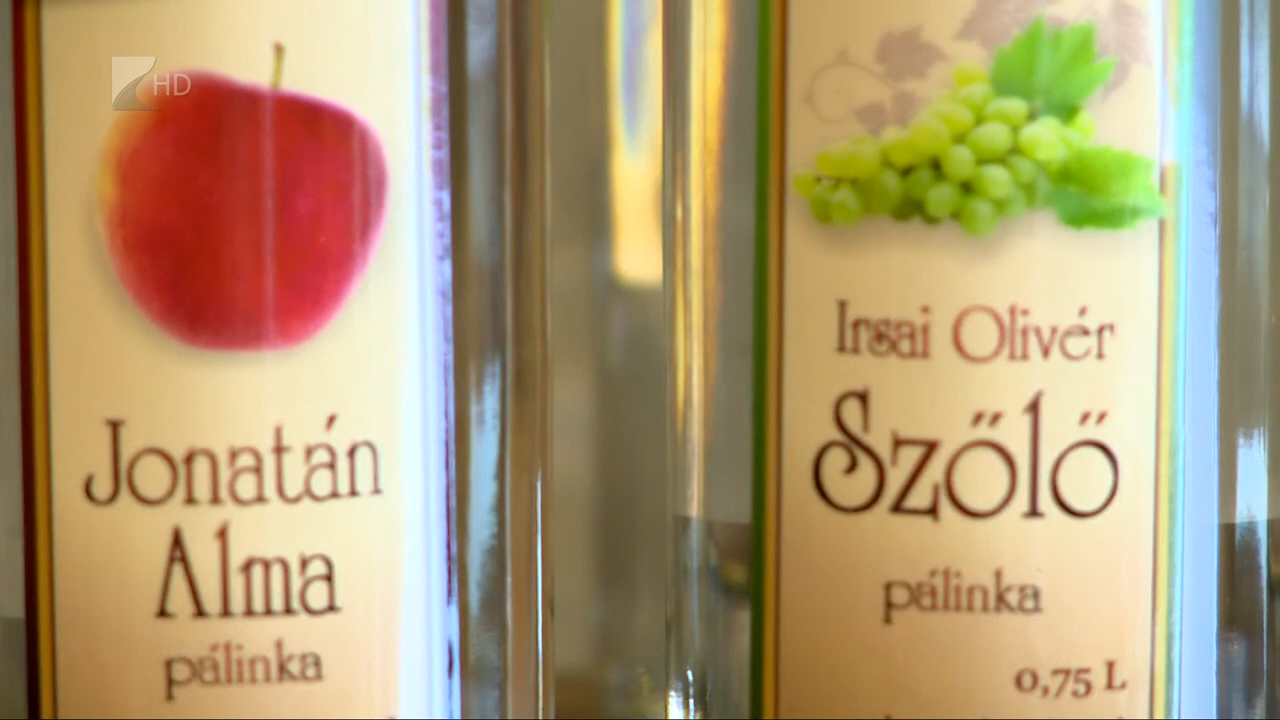 HD
Jonatán
Alma
pálinka
Irsai Olivér
Szőlő
pálinka
0,75 L